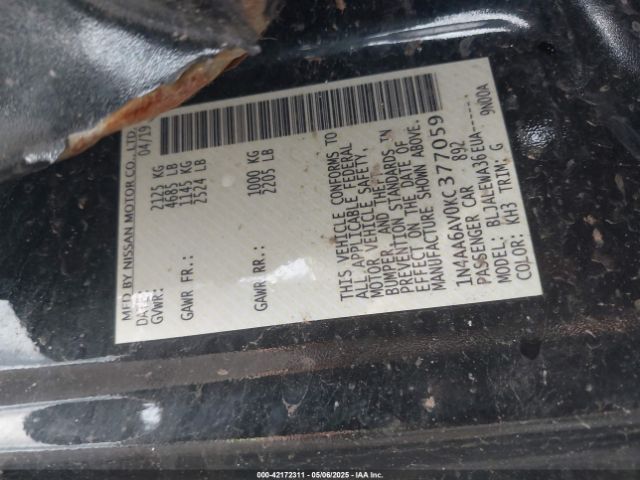 MFD BY NISSAN MOTOR CO., LTD.
DATE: 04/19
GVWR: 2125 KG
4685 LB
GAWR FR.: 1145 KG
2524 LB
GAWR RR.: 1000 KG
2205 LB
THIS VEHICLE CONFORMS TO
ALL APPLICABLE FEDERAL
MOTOR VEHICLE SAFETY,
BUMPER, AND THEFT
PREVENTION STANDARDS IN
EFFECT ON THE DATE OF
MANUFACTURE SHOWN ABOVE.
1N4AA6AV0KC377059
PASSENGER CAR 892
MODEL: BLJALEWA36EUA------
COLOR: KH3 TRIM: G 9N00A
000-42172311 - 05/06/2025 - IAA Inc.